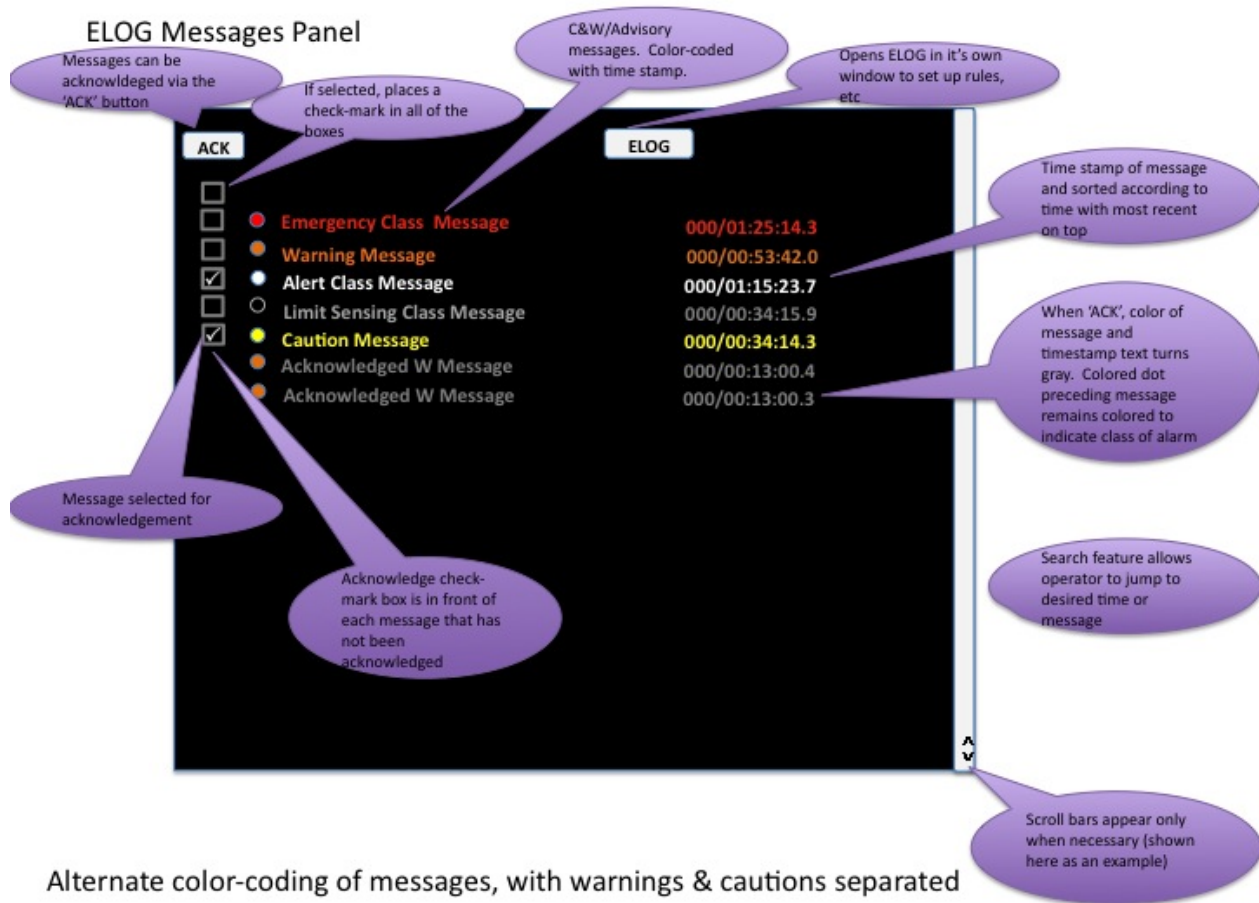 ELOG Messages Panel
Messages can be
acknowldeged via the
'ACK' button
If selected, places a
check-mark in all of the
boxes
C&W/Advisory
messages. Color-coded
with time stamp.
Opens ELOG in it's own
window to set up rules,
etc
ACK
ELOG
Emergency Class Message 000/01:25:14.3
Warning Message 000/00:53:42.0
Alert Class Message 000/01:15:23.7
Limit Sensing Class Message 000/00:34:15.9
Caution Message 000/00:34:14.3
Acknowledged W Message 000/00:13:00.4
Acknowledged W Message 000/00:13:00.3
Time stamp of message
and sorted according to
time with most recent
on top
When 'ACK', color of
message and
timestamp text turns
gray. Colored dot
preceding message
remains colored to
indicate class of alarm
Message selected for
acknowledgement
Acknowledge check-
mark box is in front of
each message that has
not been
acknowledged
Search feature allows
operator to jump to
desired time or
message
Scroll bars appear only
when necessary (shown
here as an example)
Alternate color-coding of messages, with warnings & cautions separated